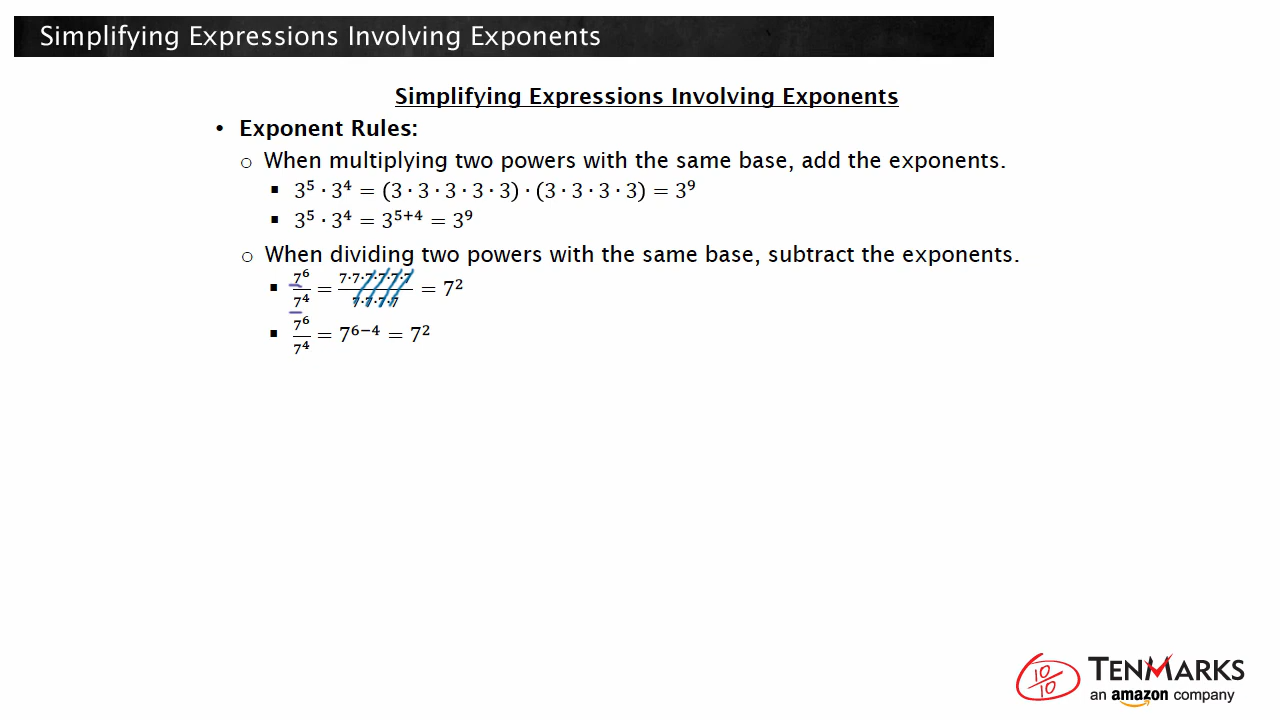 Simplifying Expressions Involving Exponents
Simplifying Expressions Involving Exponents
• Exponent Rules:
o When multiplying two powers with the same base, add the exponents.
▪ 3⁵ · 3⁴ = (3 · 3 · 3 · 3 · 3) · (3 · 3 · 3 · 3) = 3⁹
▪ 3⁵ · 3⁴ = 3⁵⁺⁴ = 3⁹
o When dividing two powers with the same base, subtract the exponents.
▪ 7⁶/7⁴ = 7·7·7·7·7·7/7·7·7·7 = 7²
▪ 7⁶/7⁴ = 7⁶⁻⁴ = 7²
10/10 TENMARKS
an amazon company